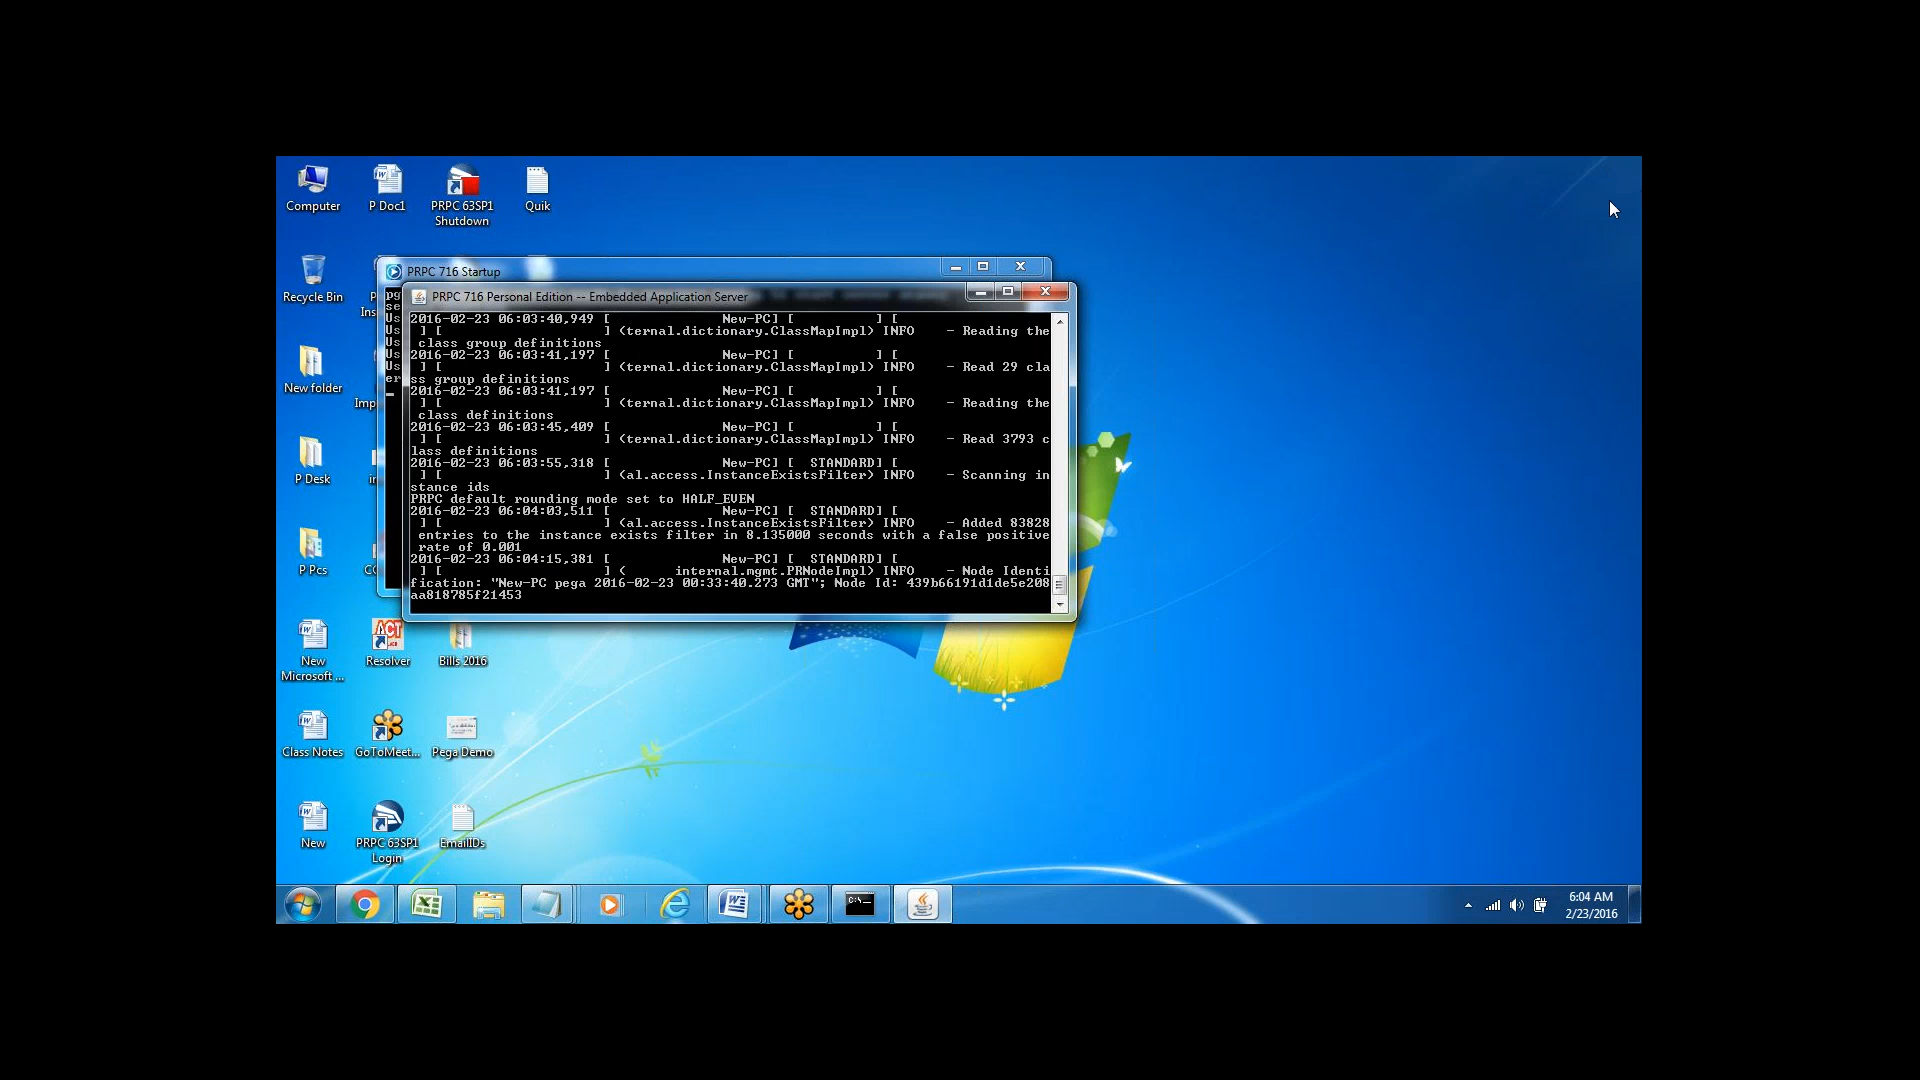 Computer
P Doc1
PRPC 63SP1
Shutdown
Quik
Recycle Bin
New folder
P Desk
P Pcs
New
Microsoft ...
Resolver
Bills 2016
Class Notes
GoToMeet...
Pega Demo
New
PRPC 63SP1
Login
EmailIDs
PRPC 716 Startup
PRPC 716 Personal Edition -- Embedded Application Server
2016-02-23 06:03:40,949 [ New-PC] [ ] [
] [ ] (ternal.dictionary.ClassMapImpl) INFO - Reading the
class group definitions
2016-02-23 06:03:41,197 [ New-PC] [ ] [
] [ ] (ternal.dictionary.ClassMapImpl) INFO - Read 29 cla
ss group definitions
2016-02-23 06:03:41,197 [ New-PC] [ ] [
] [ ] (ternal.dictionary.ClassMapImpl) INFO - Reading the
class definitions
2016-02-23 06:03:45,409 [ New-PC] [ ] [
] [ ] (ternal.dictionary.ClassMapImpl) INFO - Read 3793 c
lass definitions
2016-02-23 06:03:55,318 [ New-PC] [ STANDARD] [
] [ ] (al.access.InstanceExistsFilter) INFO - Scanning in
stance ids
PRPC default rounding mode set to HALF_EVEN
2016-02-23 06:04:03,511 [ New-PC] [ STANDARD] [
] [ ] (al.access.InstanceExistsFilter) INFO - Added 83828
entries to the instance exists filter in 8.135000 seconds with a false positive
rate of 0.001
2016-02-23 06:04:15,381 [ New-PC] [ STANDARD] [
] [ ] ( internal.mgmt.PRNodeImpl) INFO - Node Identi
fication: "New-PC pega 2016-02-23 00:33:40.273 GMT"; Node Id: 439b66191d1de5e208
aa818785f21453
6:04 AM
2/23/2016